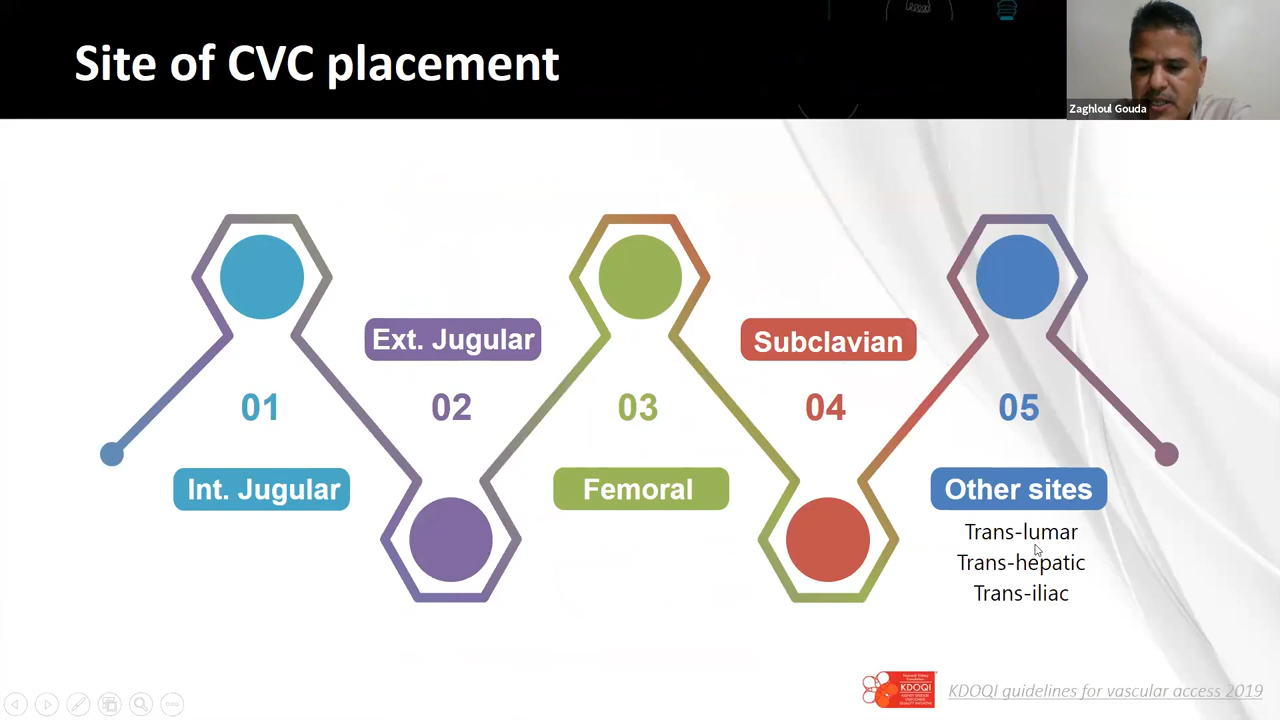 Site of CVC placement
Zaghloul Gouda
Ext. Jugular
Subclavian
01
02
03
04
05
Int. Jugular
Femoral
Other sites
Trans-lumar
Trans-hepatic
Trans-iliac
KDOQI
KDOQI guidelines for vascular access 2019